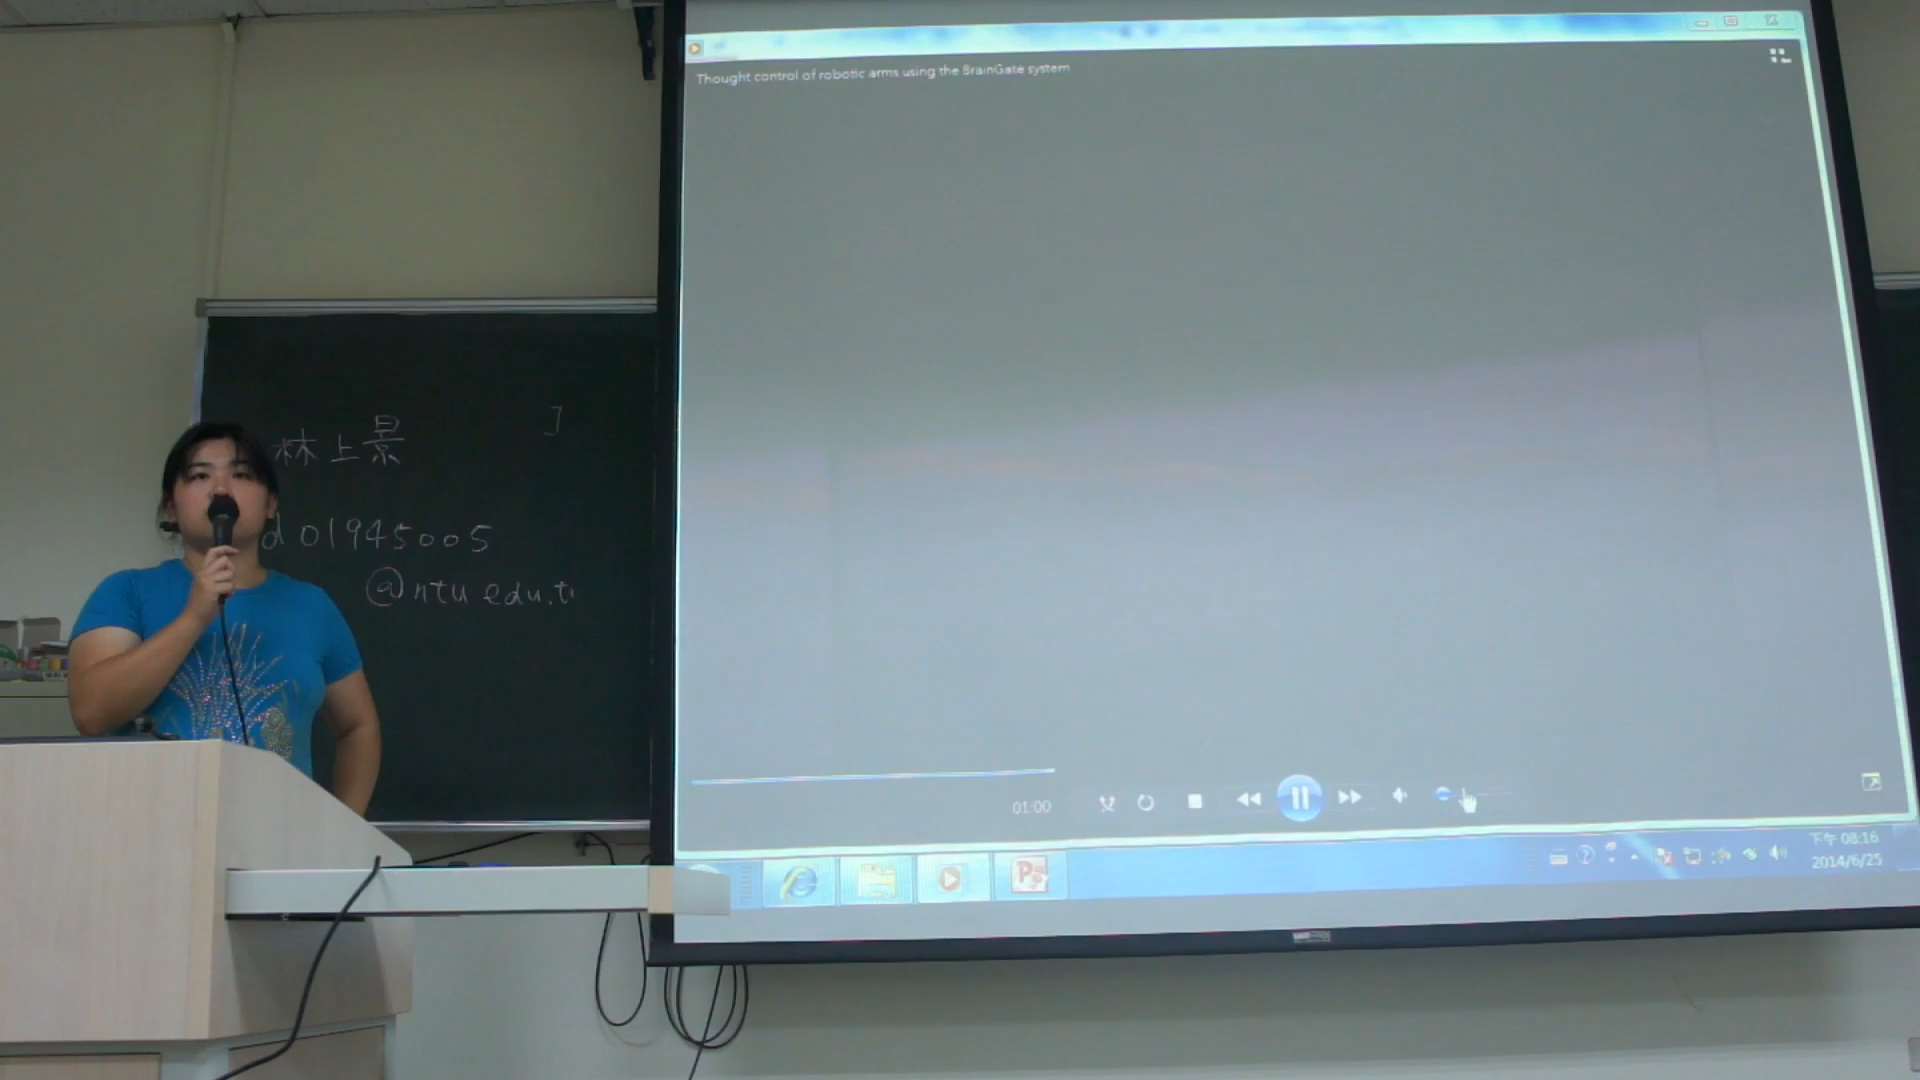 Thought control of robotic arms using the BrainGate system
林上景
d01945005
@ntu edu.t
01:00
下午 08:16
2014/6/25